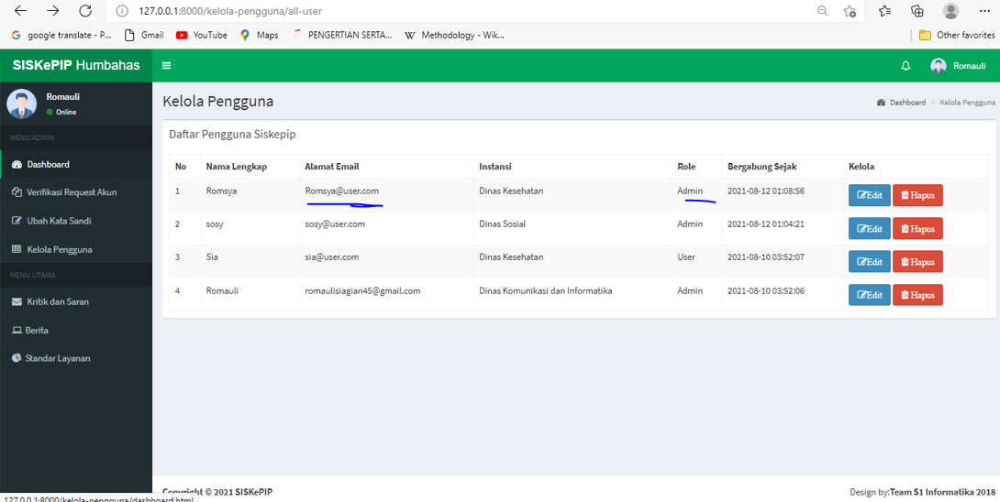 127.0.0.1:8000/kelola-pengguna/all-user
google translate - P... Gmail YouTube Maps PENGERTIAN SERTA... Methodology - Wik... Other favorites
SISKePIP Humbahas Romauli
Romauli
Online
Kelola Pengguna
Dashboard > Kelola Pengguna
MENU ADMIN
Dashboard
Verifikasi Request Akun
Ubah Kata Sandi
Kelola Pengguna
MENU UTAMA
Kritik dan Saran
Berita
Standar Layanan
Daftar Pengguna Siskepip
No Nama Lengkap Alamat Email Instansi Role Bergabung Sejak Kelola
1 Romsya Romsya@user.com Dinas Kesehatan Admin 2021-08-12 01:08:56 Edit Hapus
2 sosy sosy@user.com Dinas Sosial Admin 2021-08-12 01:04:21 Edit Hapus
3 Sia sia@user.com Dinas Kesehatan User 2021-08-10 03:52:07 Edit Hapus
4 Romauli romaulisiagian45@gmail.com Dinas Komunikasi dan Informatika Admin 2021-08-10 03:52:06 Edit Hapus
Copyright © 2021 SISKePIP Design by:Team S1 Informatika 2018
127.0.0.1:8000/kelola-pengguna/dashboard.html